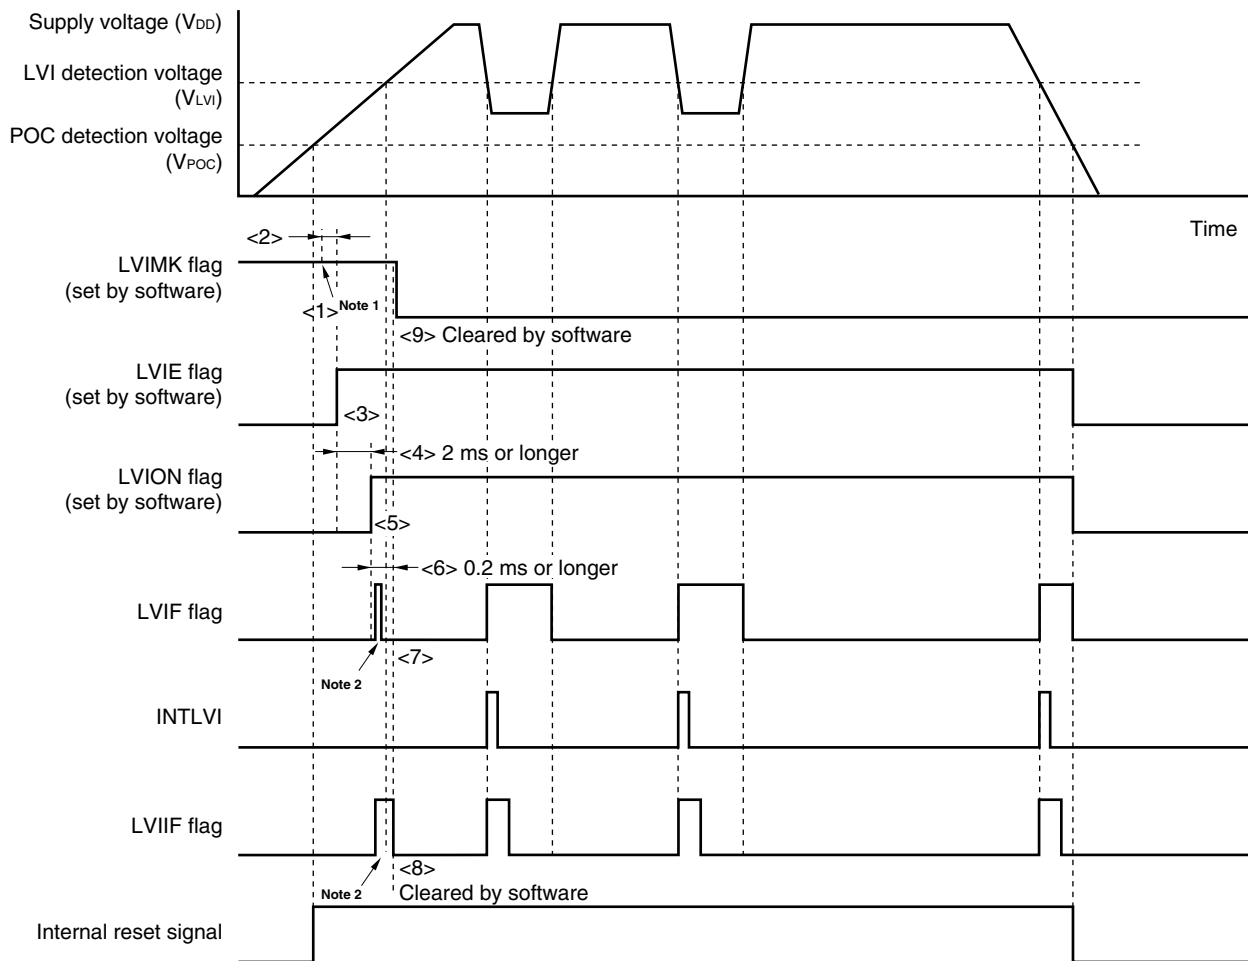 Supply voltage (VDD)
LVI detection voltage
(VLVI)
POC detection voltage
(VPOC)
Time
<2>
LVIMK flag
(set by software)
<1>
Note 1
<9> Cleared by software
LVIE flag
(set by software)
<3>
<4> 2 ms or longer
LVION flag
(set by software)
<5>
<6> 0.2 ms or longer
LVIF flag
<7>
Note 2
INTLVI
LVIIF flag
<8>
Note 2
Cleared by software
Internal reset signal